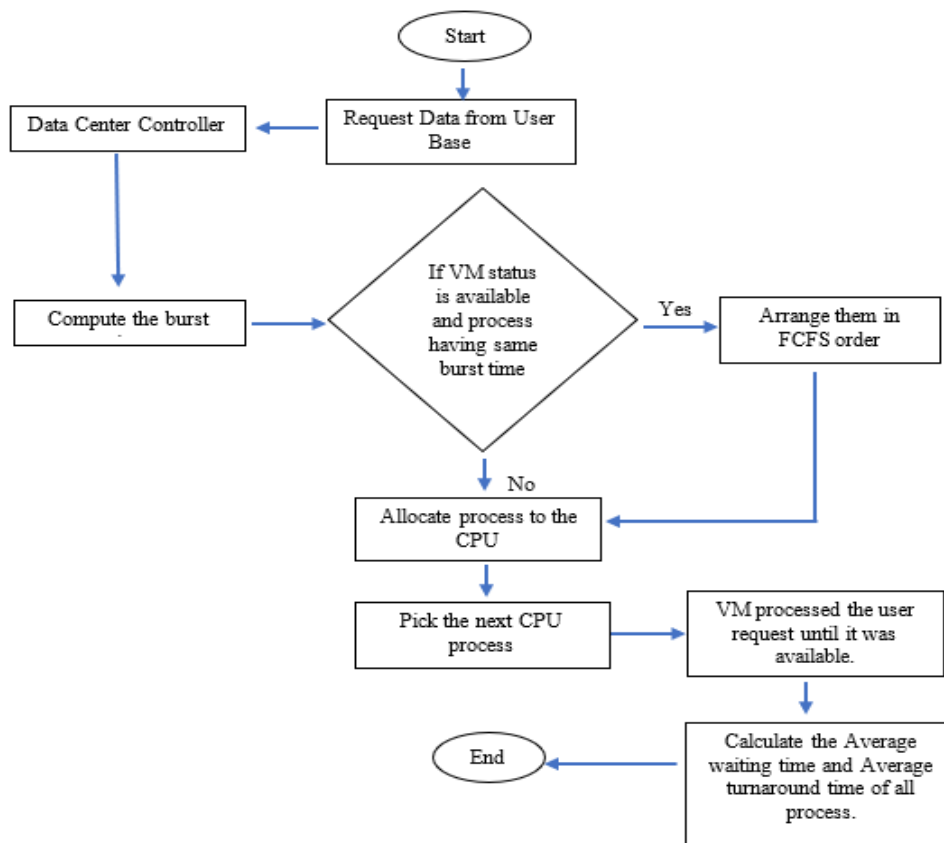 Start
Request Data from User
Base
Data Center Controller
Compute the burst
If VM status
is available
and process
having same
burst time
Yes
Arrange them in
FCFS order
No
Allocate process to the
CPU
Pick the next CPU
process
VM processed the user
request until it was
available.
Calculate the Average
waiting time and Average
turnaround time of all
process.
End